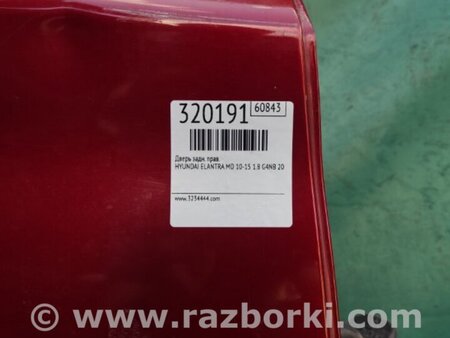 320191
60843
Дверь задн. прав.
HYUNDAI ELANTRA MD 10-15 1.8 G4NB 20
www.3234444.com
© www.razborki.com